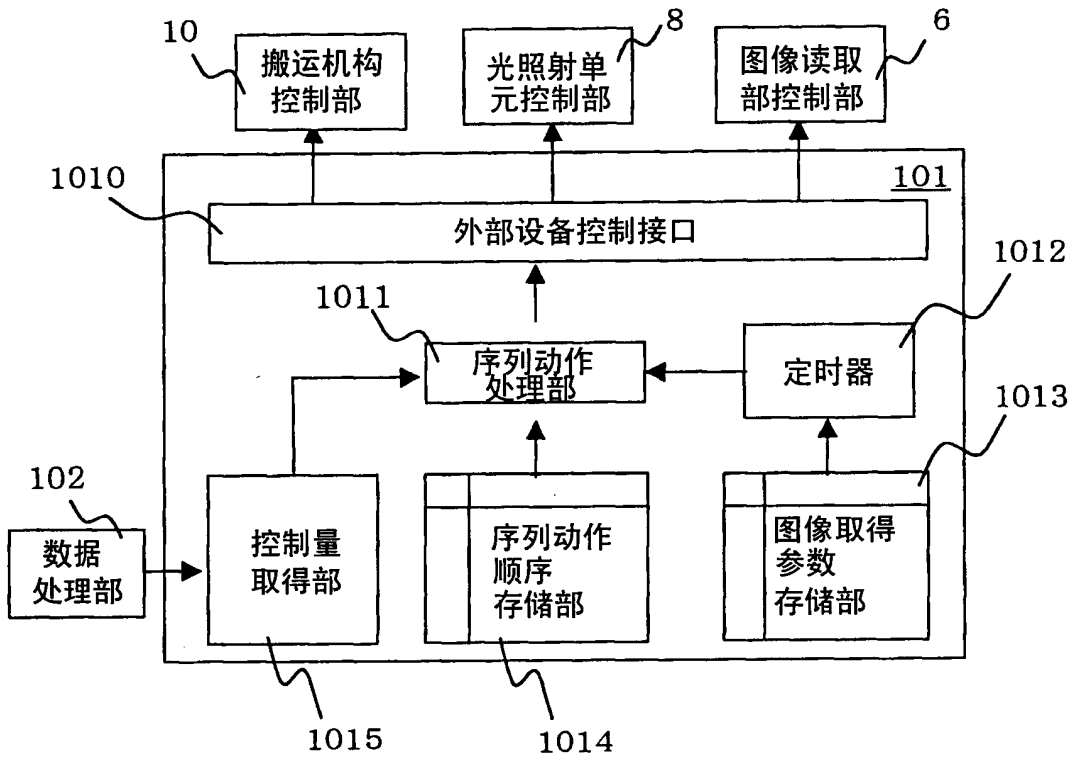 10
搬运机构
控制部
8
光照射单
元控制部
6
图像读取
部控制部
101
1010
外部设备控制接口
1011
序列动作
处理部
1012
定时器
1013
102
数据
处理部
控制量
取得部
序列动作
顺序
存储部
图像取得
参数
存储部
1015
1014